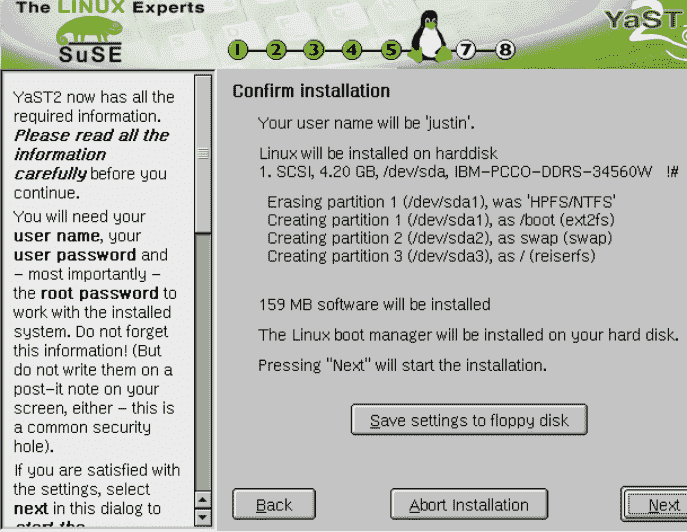 The LINUX Experts
SuSE
YaST
2
1 2 3 4 5 7 8
YaST2 now has all the
required information.
Please read all the
information
carefully before you
continue.
You will need your
user name, your
user password and
– most importantly –
the root password to
work with the installed
system. Do not forget
this information! (But
do not write them on a
post–it note on your
screen, either – this is
a common security
hole).
If you are satisfied with
the settings, select
next in this dialog to
start the
Confirm installation
Your user name will be 'justin'.
Linux will be installed on harddisk
1. SCSI, 4.20 GB, /dev/sda, IBM-PCCO-DDRS-34560W !#
Erasing partition 1 (/dev/sda1), was 'HPFS/NTFS'
Creating partition 1 (/dev/sda1), as /boot (ext2fs)
Creating partition 2 (/dev/sda2), as swap (swap)
Creating partition 3 (/dev/sda3), as / (reiserfs)
159 MB software will be installed
The Linux boot manager will be installed on your hard disk.
Pressing "Next" will start the installation.
Save settings to floppy disk
Back
Abort Installation
Next